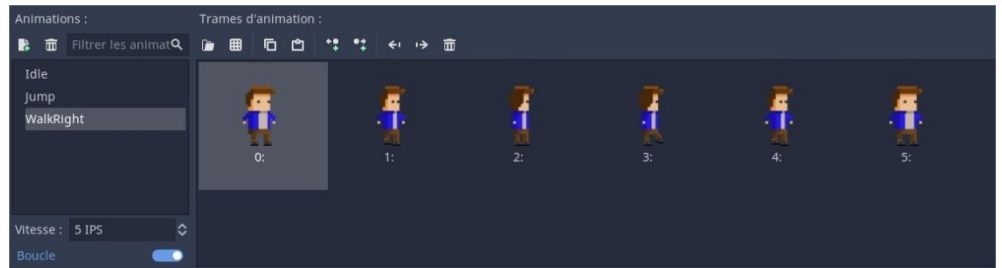 Animations :
Trames d'animation :
Filtrer les animat
Idle
Jump
WalkRight
0:
1:
2:
3:
4:
5:
Vitesse : 5 IPS
Boucle